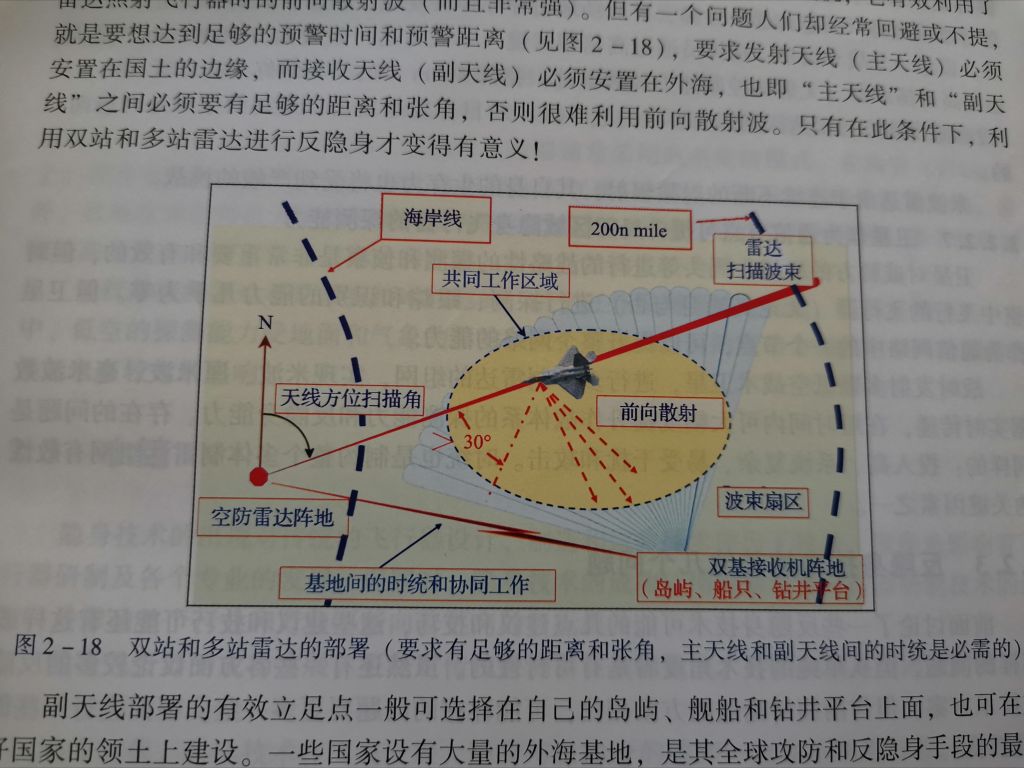 雷达照射飞行器时的前向散射波（而且非常强）。但有一个问题人们却经常回避或不提，
就是要想达到足够的预警时间和预警距离（见图2-18），要求发射天线（主天线）必须
安置在国土的边缘，而接收天线（副天线）必须安置在外海，也即“主天线”和“副天
线”之间必须要有足够的距离和张角，否则很难利用前向散射波。只有在此条件下，利
用双站和多站雷达进行反隐身才变得有意义！
海岸线
200n mile
雷达
扫描波束
共同工作区域
N
天线方位扫描角
前向散射
30°
空防雷达阵地
波束扇区
基地间的时统和协同工作
双基接收机阵地
（岛屿、船只、钻井平台）
图2-18 双站和多站雷达的部署（要求有足够的距离和张角，主天线和副天线间的时统是必需的）
副天线部署的有效立足点一般可选择在自己的岛屿、舰船和钻井平台上面，也可在
好国家的领土上建设。一些国家设有大量的外海基地，是其全球攻防和反隐身手段的最